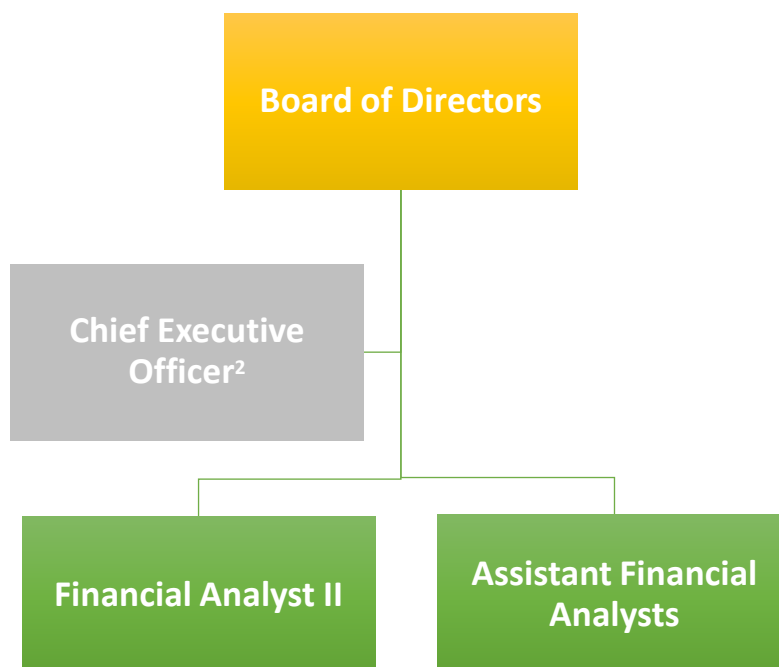 Board of Directors
Chief Executive
Officer²
Financial Analyst II
Assistant Financial
Analysts